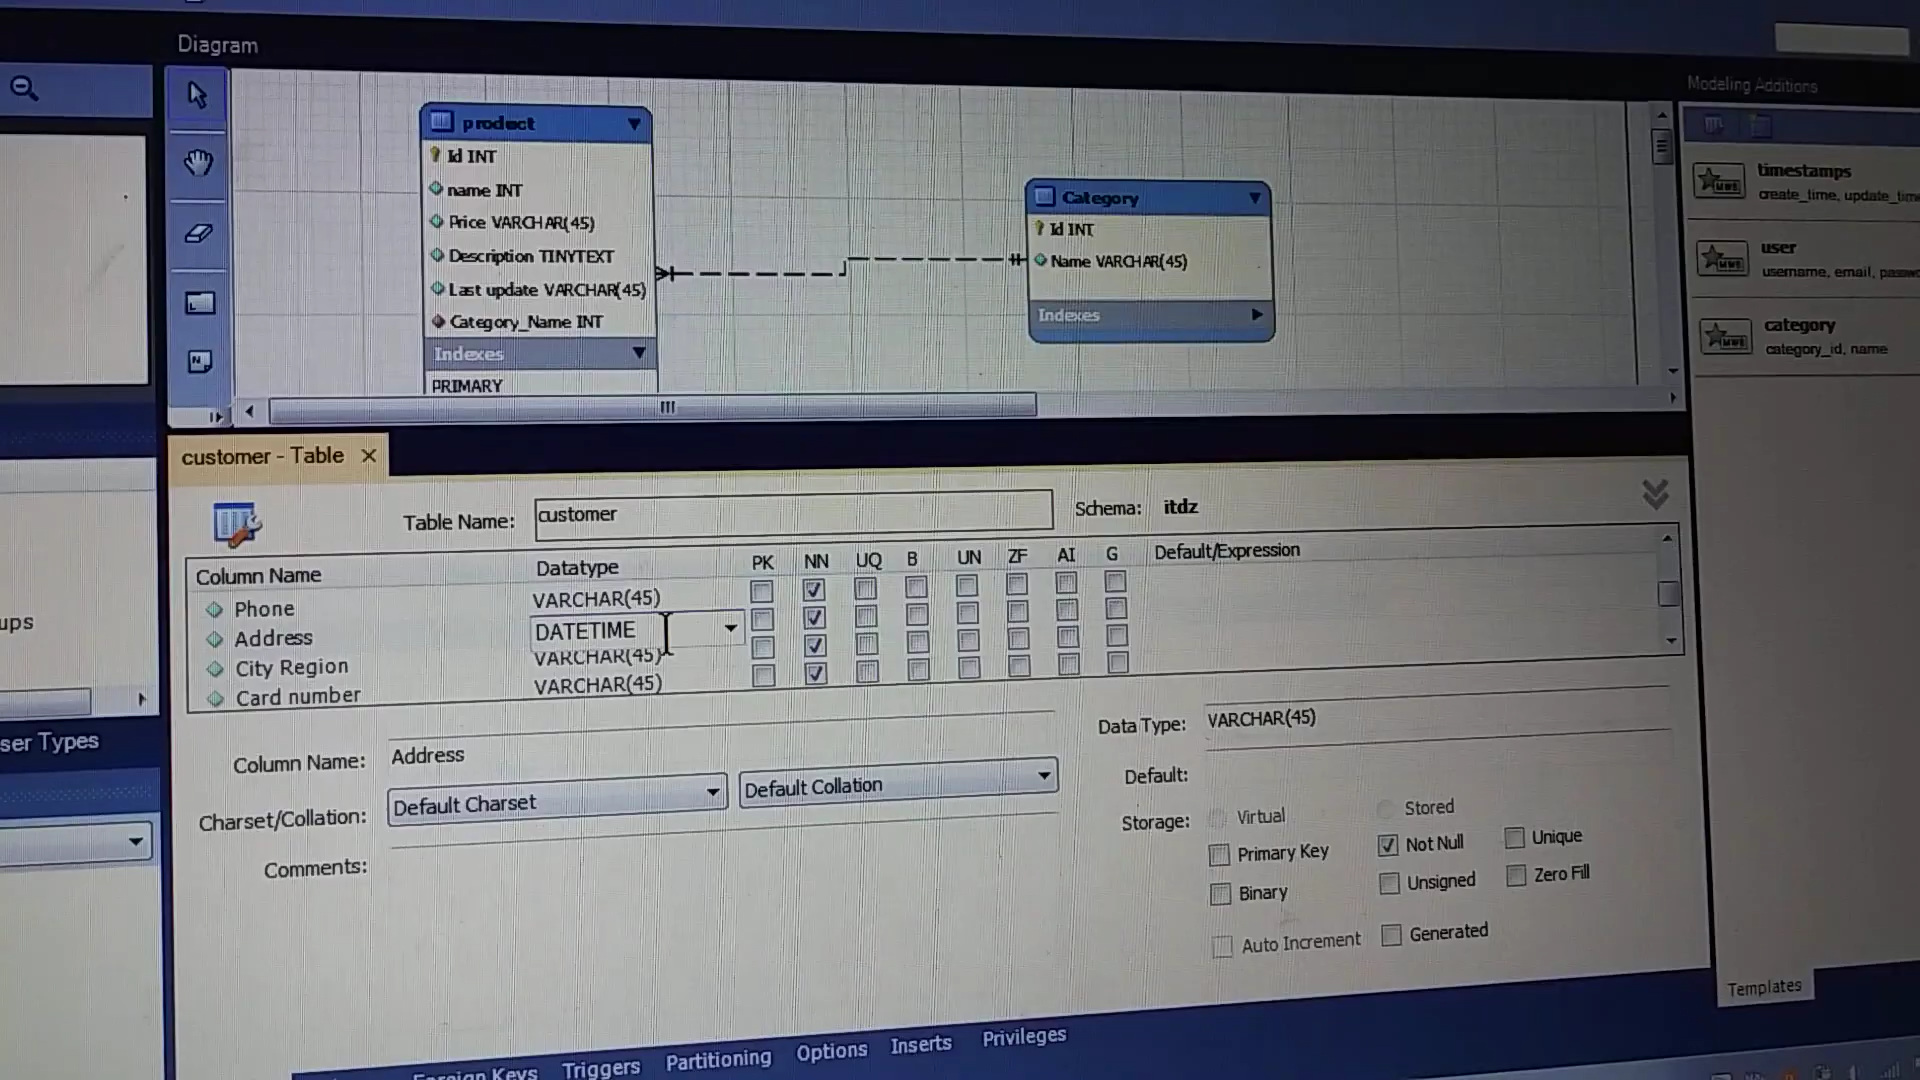 Diagram
Modeling Additions
product
Id INT
name INT
Price VARCHAR(45)
Description TINYTEXT
Last update VARCHAR(45)
Category_Name INT
Indexes
PRIMARY
Category
Id INT
Name VARCHAR(45)
Indexes
timestamps
create_time, update_time
user
username, email, passwo
category
category_id, name
customer - Table
Table Name: customer Schema: itdz
Column Name Datatype PK NN UQ B UN ZF AI G Default/Expression
Phone VARCHAR(45)
Address DATETIME
City Region VARCHAR(45)
Card number VARCHAR(45)
ups
ser Types
Column Name: Address
Charset/Collation: Default Charset Default Collation
Comments:
Data Type: VARCHAR(45)
Default:
Storage: Virtual Stored
Primary Key Not Null Unique
Binary Unsigned Zero Fill
Auto Increment Generated
Templates
Foreign Keys Triggers Partitioning Options Inserts Privileges